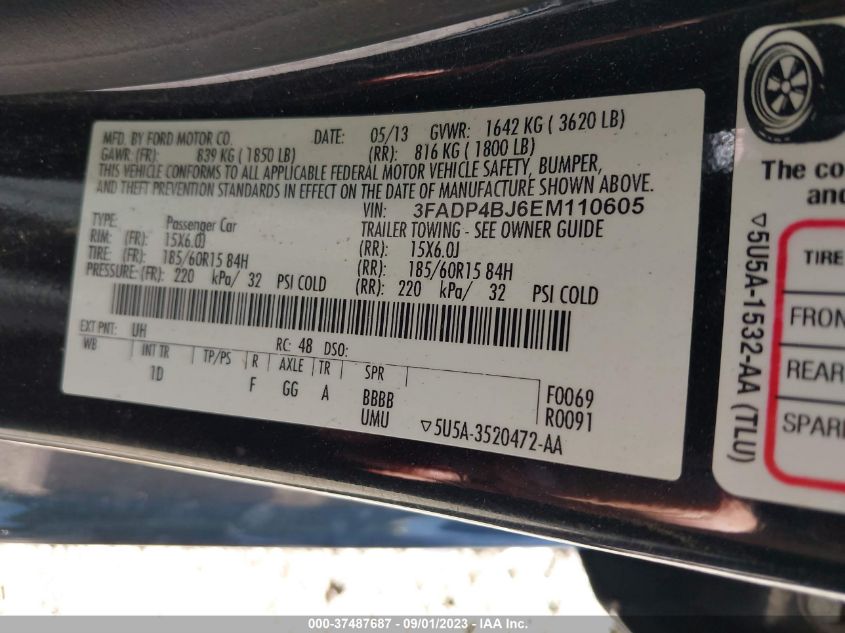 MFD. BY FORD MOTOR CO. DATE: 05/13 GVWR: 1642 KG ( 3620 LB)
GAWR: (FR): 839 KG ( 1850 LB) (RR): 816 KG ( 1800 LB)
THIS VEHICLE CONFORMS TO ALL APPLICABLE FEDERAL MOTOR VEHICLE SAFETY, BUMPER,
AND THEFT PREVENTION STANDARDS IN EFFECT ON THE DATE OF MANUFACTURE SHOWN ABOVE.
VIN: 3FADP4BJ6EM110605
TYPE: Passenger Car TRAILER TOWING - SEE OWNER GUIDE
RIM: (FR): 15X6.0J (RR): 15X6.0J
TIRE: (FR): 185/60R15 84H (RR): 185/60R15 84H
PRESSURE: (FR): 220 kPa/ 32 PSI COLD (RR): 220 kPa/ 32 PSI COLD
EXT PNT: UH RC: 48 DSO:
WB INT TR TP/PS R AXLE TR SPR
1D F GG A BBBB F0069
UMU R0091
▽5U5A-3520472-AA
The co
and
TIRE
FRON
REAR
SPARE
▽5U5A-1532-AA (TLU)
000-37487687 - 09/01/2023 - IAA Inc.